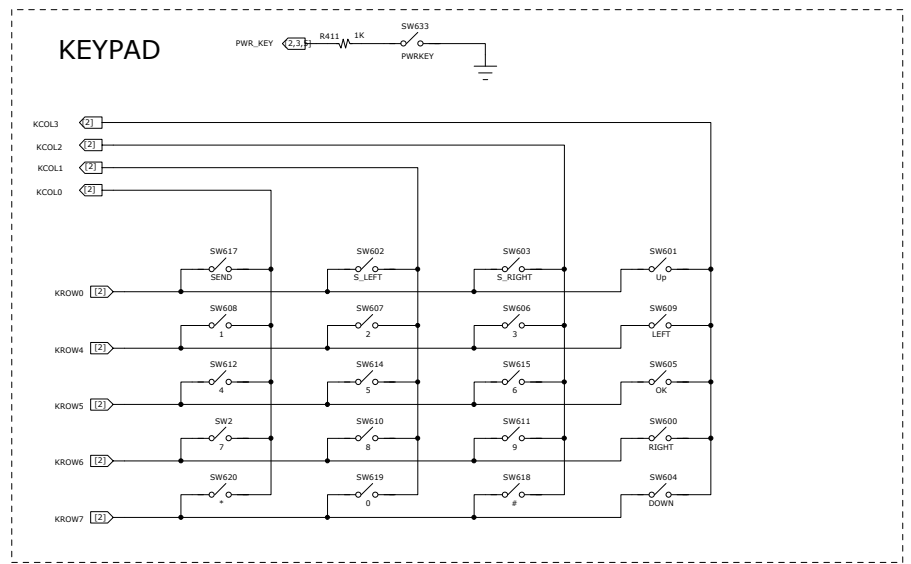 SW633
KEYPAD
PWR_KEY [2,3,5] R411 1K
PWRKEY
KCOL3 [2]
KCOL2 [2]
KCOL1 [2]
KCOL0 [2]
SW617 SW602 SW603 SW601
SEND S_LEFT S_RIGHT Up
KROW0 [2]
SW608 SW607 SW606 SW609
1 2 3 LEFT
KROW4 [2]
SW612 SW614 SW615 SW605
4 5 6 OK
KROW5 [2]
SW2 SW610 SW611 SW600
7 8 9 RIGHT
KROW6 [2]
SW620 SW619 SW618 SW604
* 0 # DOWN
KROW7 [2]